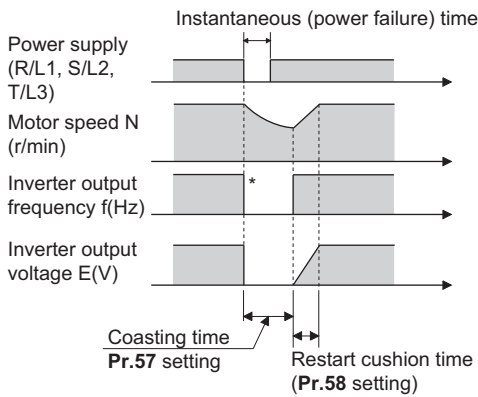 Instantaneous (power failure) time
Power supply
(R/L1, S/L2,
T/L3)
Motor speed N
(r/min)
Inverter output
frequency f(Hz)
*
Inverter output
voltage E(V)
Coasting time
Pr.57 setting
Restart cushion time
(Pr.58 setting)